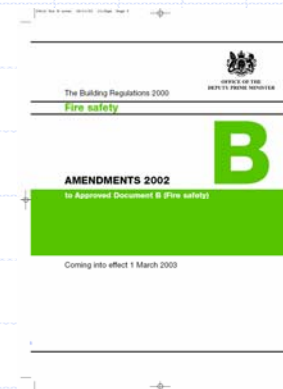 OFFICE OF THE
DEPUTY PRIME MINISTER
The Building Regulations 2000
Fire safety
B
AMENDMENTS 2002
to Approved Document B (Fire safety)
Coming into effect 1 March 2003